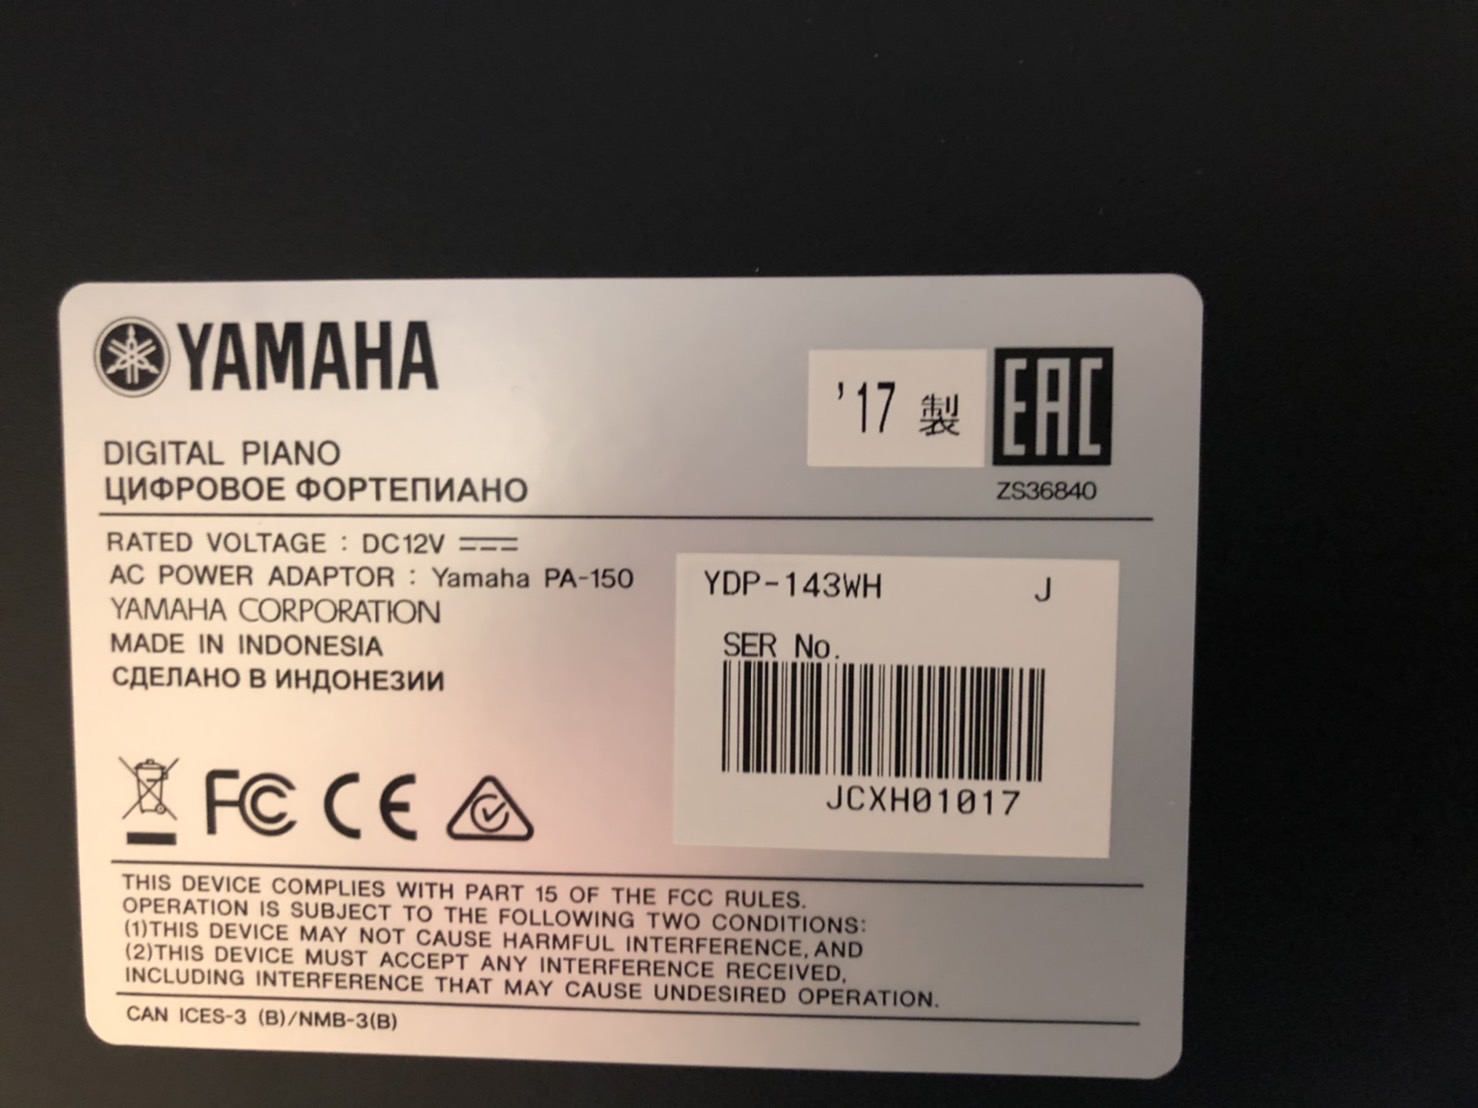 YAMAHA
'17 製
EAC
ZS36840
DIGITAL PIANO
ЦИФРОВОЕ ФОРТЕПИАНО
RATED VOLTAGE : DC12V
AC POWER ADAPTOR : Yamaha PA-150
YAMAHA CORPORATION
MADE IN INDONESIA
СДЕЛАНО В ИНДОНЕЗИИ
YDP-143WH J
SER No.
JCXH01017
FC CE
THIS DEVICE COMPLIES WITH PART 15 OF THE FCC RULES.
OPERATION IS SUBJECT TO THE FOLLOWING TWO CONDITIONS:
(1)THIS DEVICE MAY NOT CAUSE HARMFUL INTERFERENCE, AND
(2)THIS DEVICE MUST ACCEPT ANY INTERFERENCE RECEIVED,
INCLUDING INTERFERENCE THAT MAY CAUSE UNDESIRED OPERATION.
CAN ICES-3 (B)/NMB-3(B)